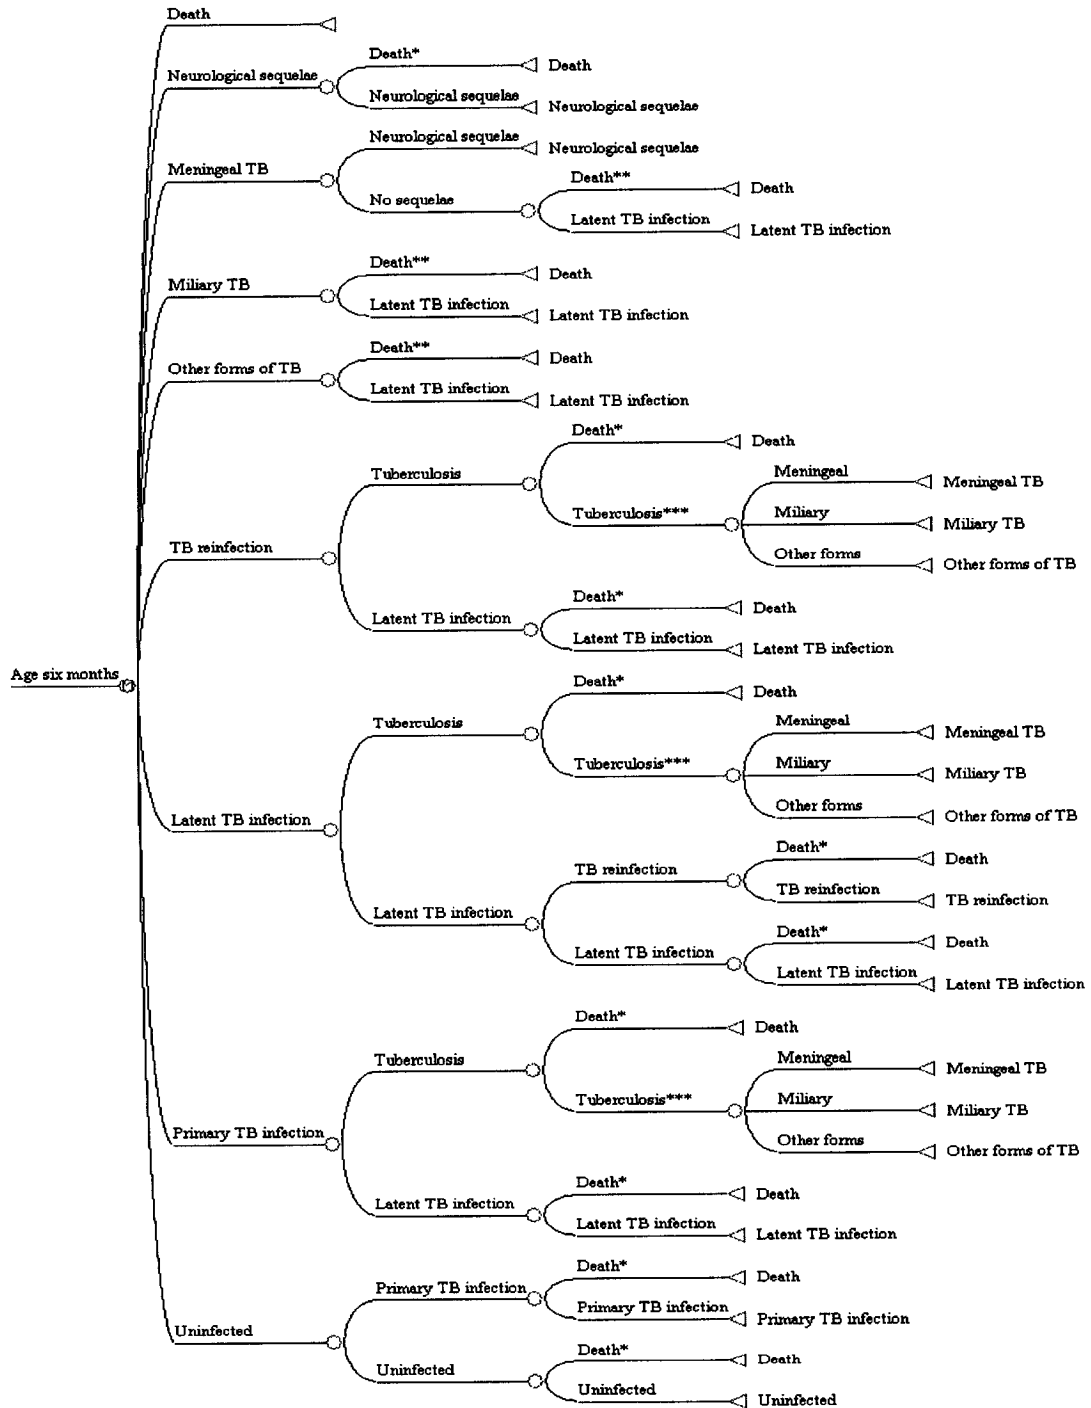 Death
Death* Death
Neurological sequelae
Neurological sequelae Neurological sequelae
Neurological sequelae Neurological sequelae
Meningeal TB
Death** Death
No sequelae
Latent TB infection Latent TB infection
Death** Death
Miliary TB
Latent TB infection Latent TB infection
Death** Death
Other forms of TB
Latent TB infection Latent TB infection
Death* Death
Tuberculosis
Meningeal Meningeal TB
Tuberculosis*** Miliary Miliary TB
TB reinfection
Other forms Other forms of TB
Death* Death
Latent TB infection
Latent TB infection Latent TB infection
Age six months
Death* Death
Tuberculosis
Meningeal Meningeal TB
Tuberculosis*** Miliary Miliary TB
Other forms Other forms of TB
Latent TB infection
Death* Death
TB reinfection
TB reinfection TB reinfection
Latent TB infection
Death* Death
Latent TB infection
Latent TB infection Latent TB infection
Death* Death
Tuberculosis
Meningeal Meningeal TB
Tuberculosis*** Miliary Miliary TB
Primary TB infection
Other forms Other forms of TB
Death* Death
Latent TB infection
Latent TB infection Latent TB infection
Death* Death
Primary TB infection
Primary TB infection Primary TB infection
Uninfected
Death* Death
Uninfected
Uninfected Uninfected